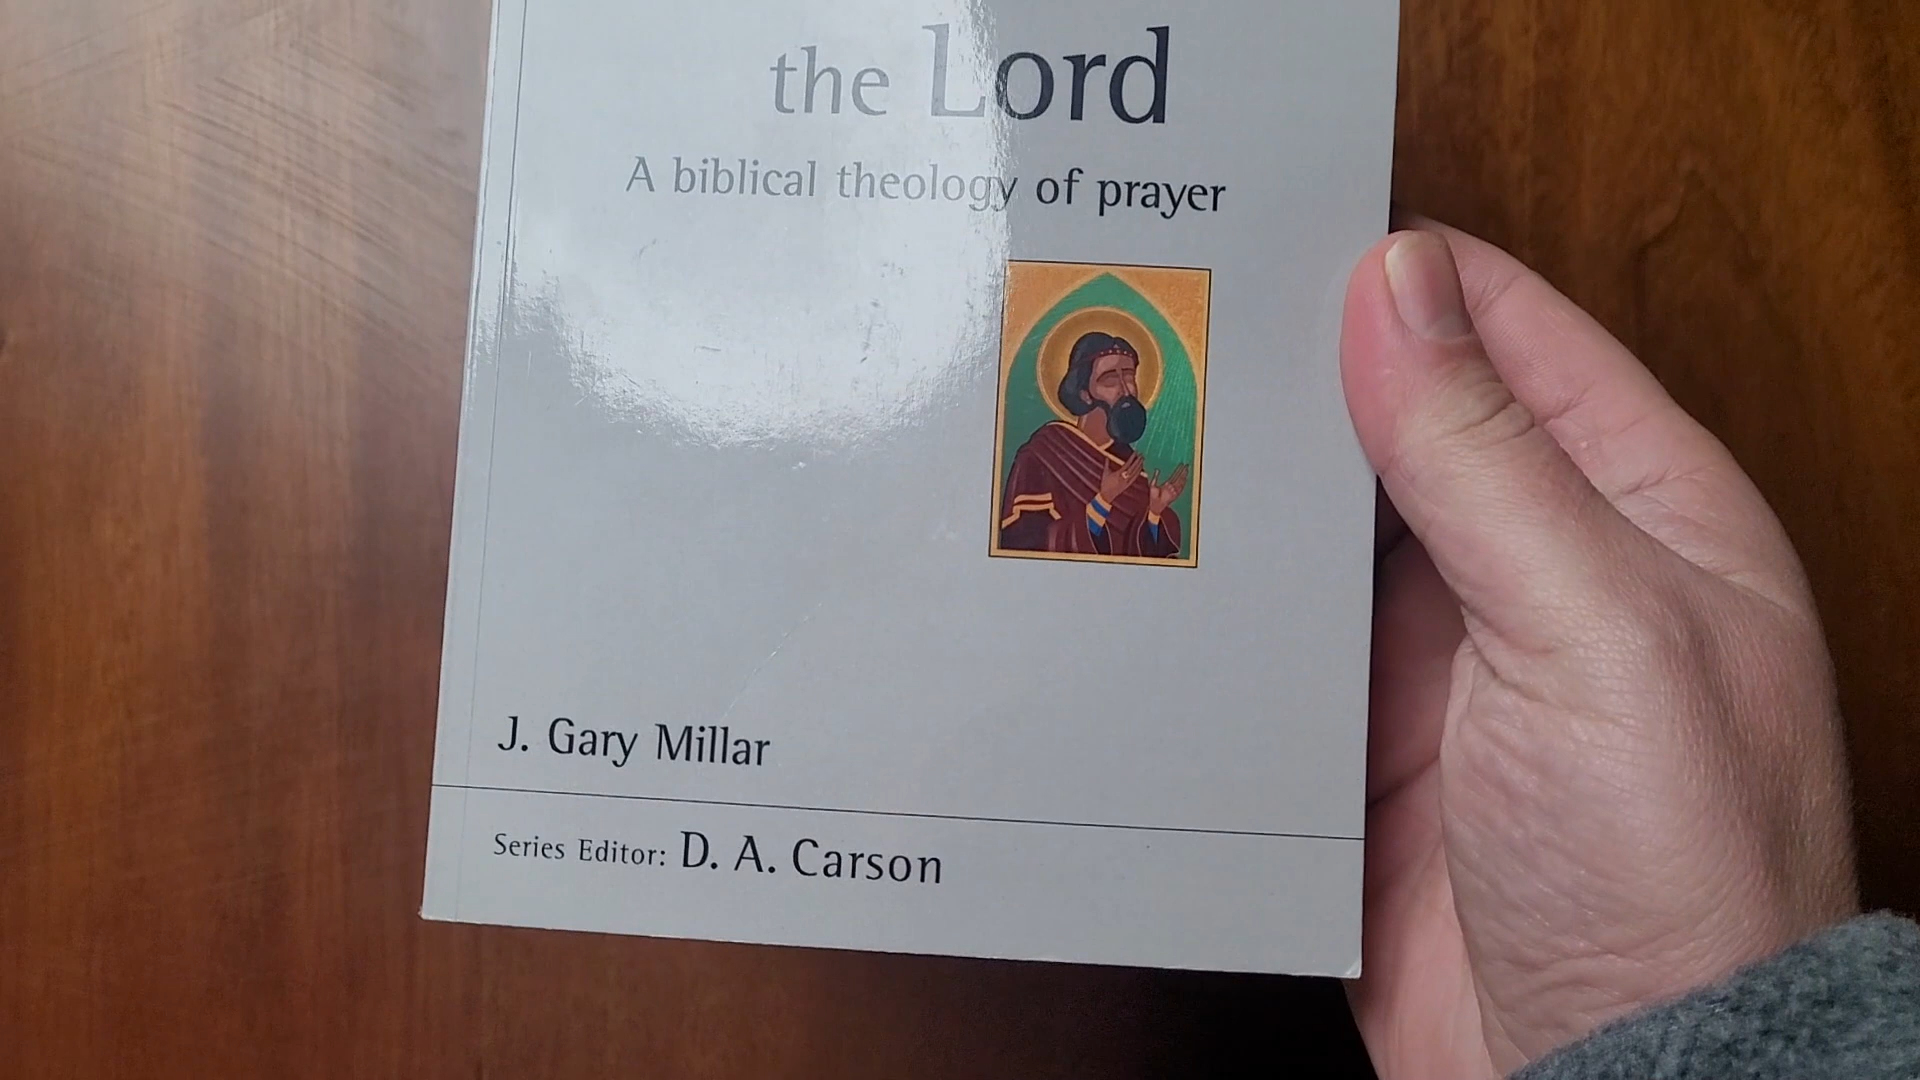 the Lord
A biblical theology of prayer
J. Gary Millar
Series Editor: D. A. Carson